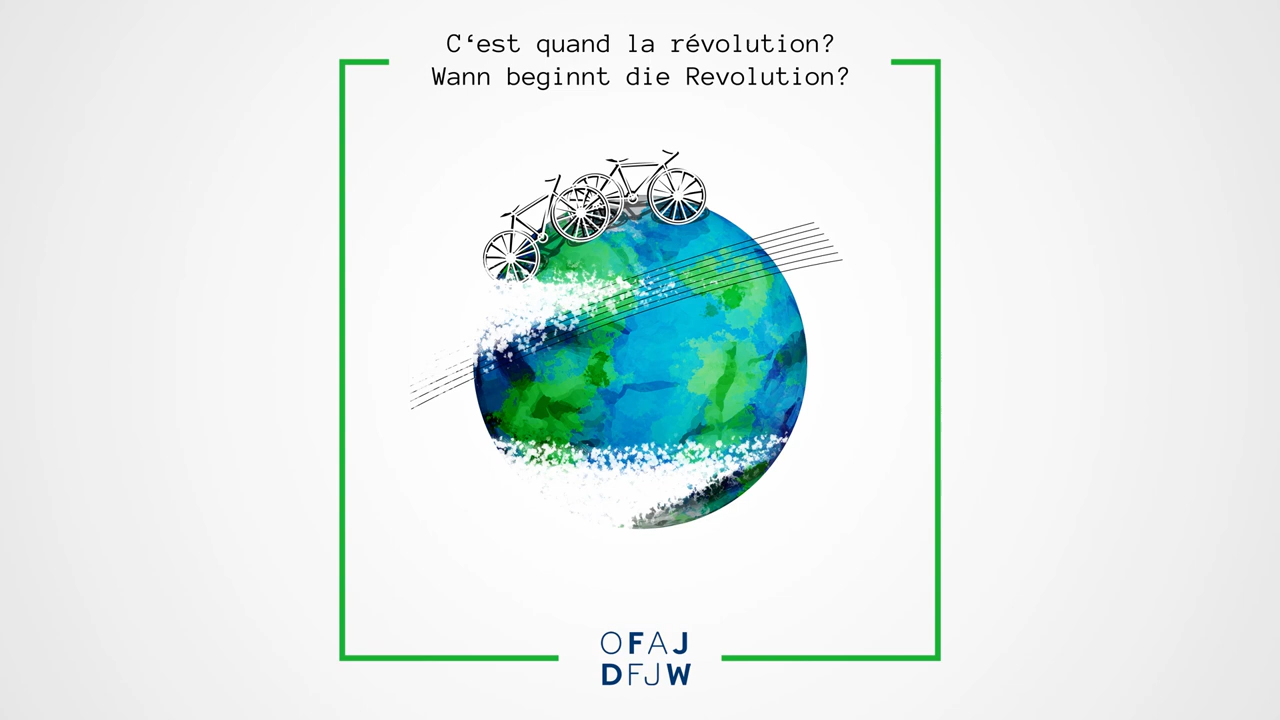 C‘est quand la révolution?
Wann beginnt die Revolution?
OFAJ
DFJW